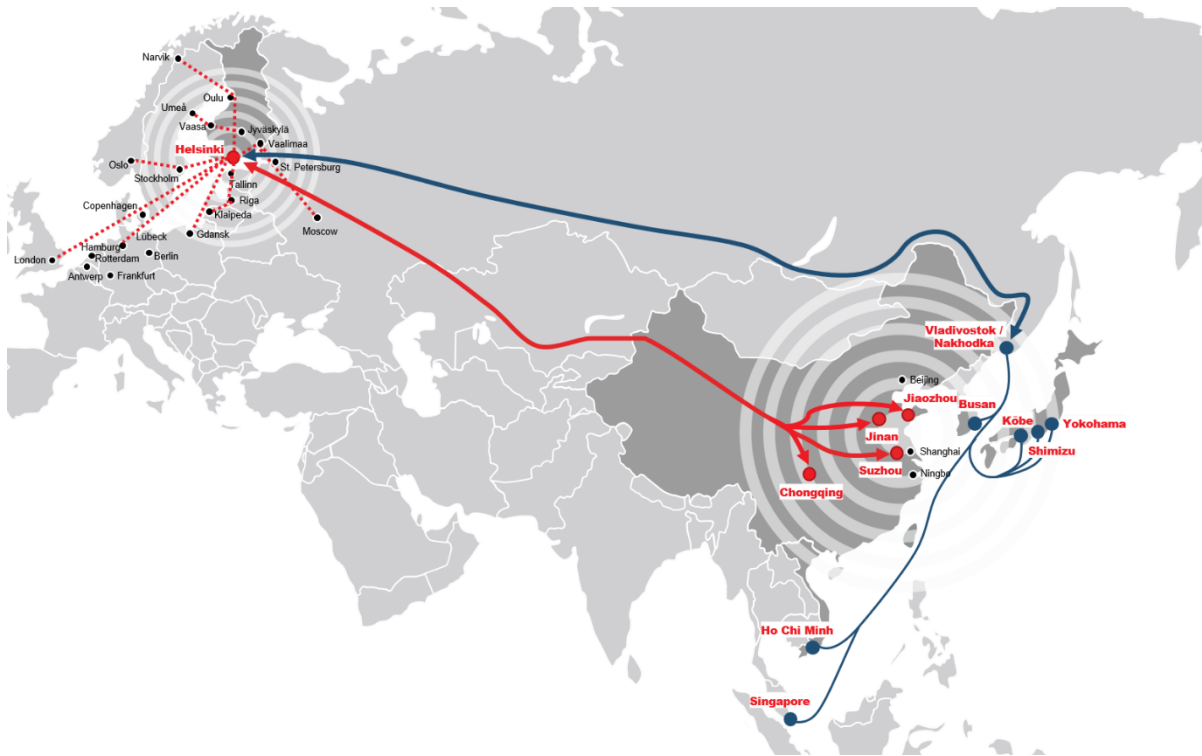 Narvik
Oulu
Umeå
Vaasa
Jyväskylä
Vaalimaa
Helsinki
Oslo
St. Petersburg
Stockholm
Tallinn
Riga
Copenhagen
Klaipeda
Moscow
Gdansk
Lübeck
Hamburg
Berlin
London
Rotterdam
Antwerp
Frankfurt
Vladivostok /
Nakhodka
Beijing
Jiaozhou
Busan
Kōbe
Yokohama
Jinan
Shimizu
Shanghai
Suzhou
Ningbo
Chongqing
Ho Chi Minh
Singapore